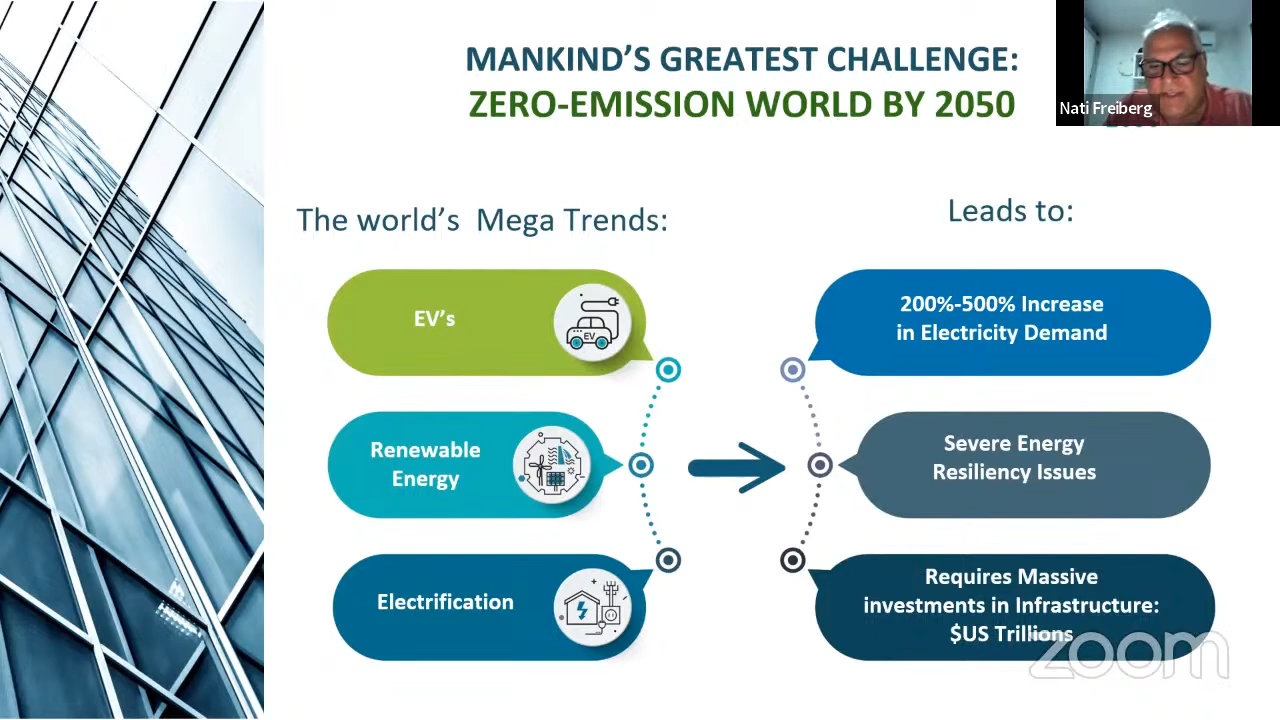 MANKIND’S GREATEST CHALLENGE:
ZERO-EMISSION WORLD BY 2050
Nati Freiberg
The world’s  Mega Trends:
Leads to:
EV’s
EV
200%-500% Increase
in Electricity Demand
Renewable
Energy
Severe Energy
Resiliency Issues
Electrification
Requires Massive
investments in Infrastructure:
$US Trillions
zoom